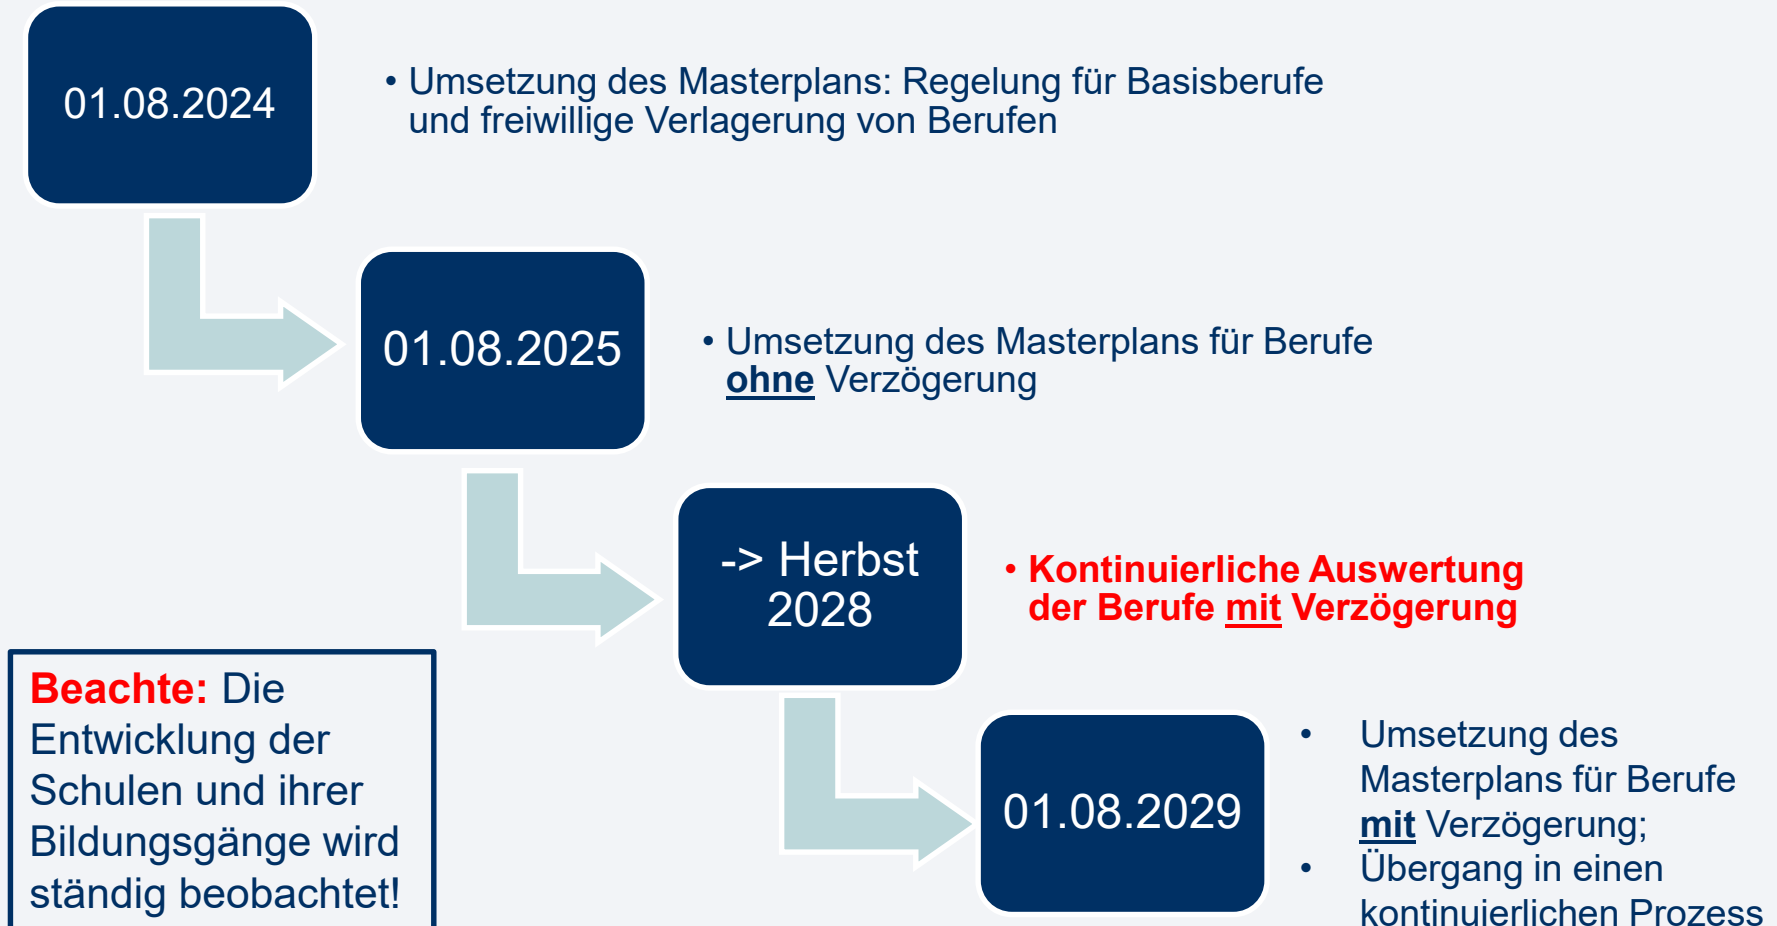 01.08.2024
• Umsetzung des Masterplans: Regelung für Basisberufe
und freiwillige Verlagerung von Berufen
01.08.2025
• Umsetzung des Masterplans für Berufe
ohne Verzögerung
-> Herbst
2028
• Kontinuierliche Auswertung
der Berufe mit Verzögerung
Beachte: Die
Entwicklung der
Schulen und ihrer
Bildungsgänge wird
ständig beobachtet!
01.08.2029
• Umsetzung des
Masterplans für Berufe
mit Verzögerung;
• Übergang in einen
kontinuierlichen Prozess